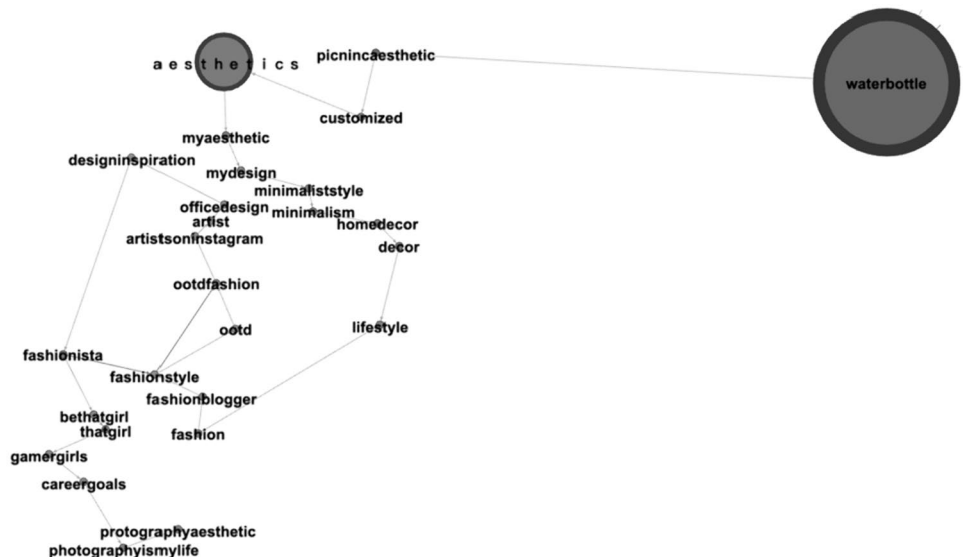 picnincaesthetic
a e s t h e t i c s
waterbottle
customized
myaesthetic
designinspiration
mydesign
minimaliststyle
officedesign
minimalism
artist
homedecor
artistsoninstagram
decor
ootdfashion
lifestyle
ootd
fashionista
fashionstyle
fashionblogger
bethatgirl
thatgirl
fashion
gamergirls
careergoals
protographyaesthetic
photographyismylife